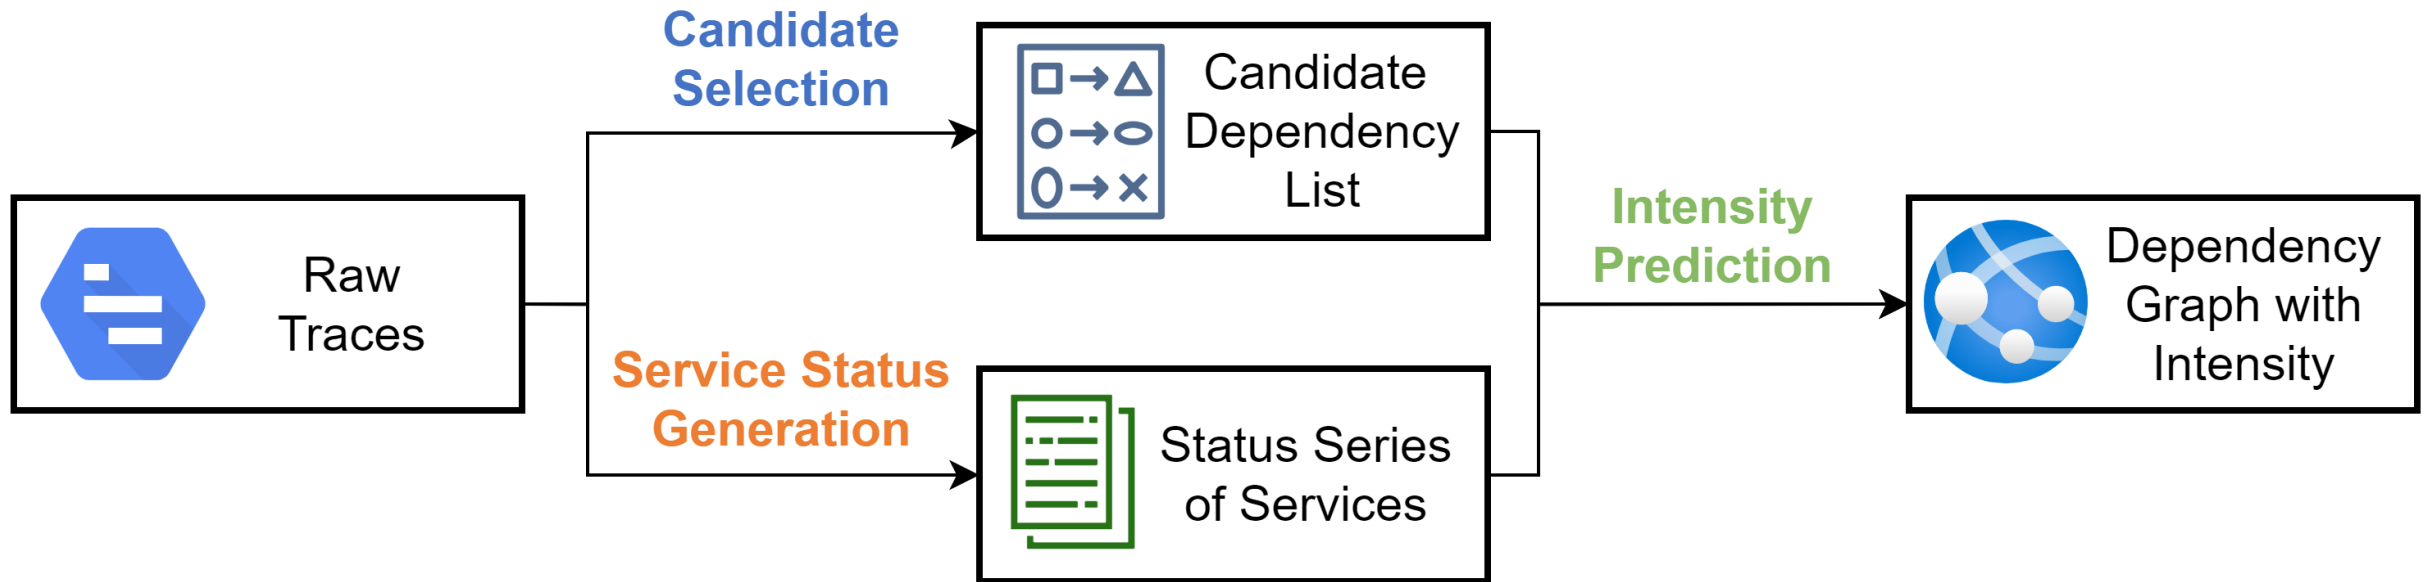 Candidate
Selection
Candidate
Dependency
List
Raw
Traces
Service Status
Generation
Status Series
of Services
Intensity
Prediction
Dependency
Graph with
Intensity